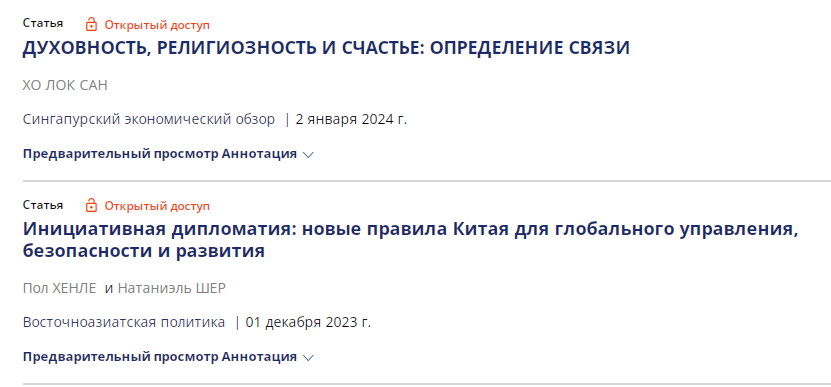 Статья Открытый доступ
ДУХОВНОСТЬ, РЕЛИГИОЗНОСТЬ И СЧАСТЬЕ: ОПРЕДЕЛЕНИЕ СВЯЗИ
ХО ЛОК САН
Сингапурский экономический обзор | 2 января 2024 г.
Предварительный просмотр Аннотация
Статья Открытый доступ
Инициативная дипломатия: новые правила Китая для глобального управления,
безопасности и развития
Пол ХЕНЛЕ и Натаниэль ШЕР
Восточноазиатская политика | 01 декабря 2023 г.
Предварительный просмотр Аннотация